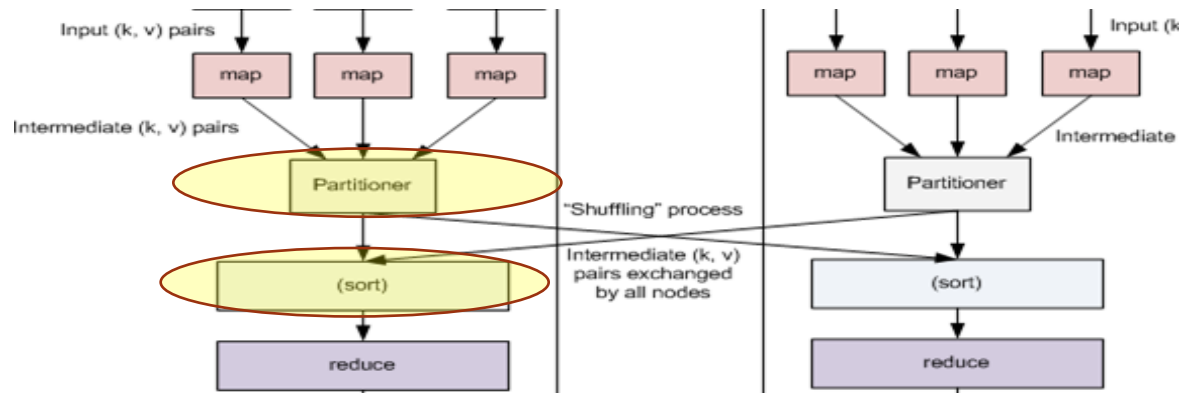 Input (k, v) pairs
Input (k
map
map
map
map
map
map
Intermediate (k, v) pairs
Intermediate
Partitioner
Partitioner
“Shuffling” process
Intermediate (k, v)
pairs exchanged
by all nodes
(sort)
(sort)
reduce
reduce